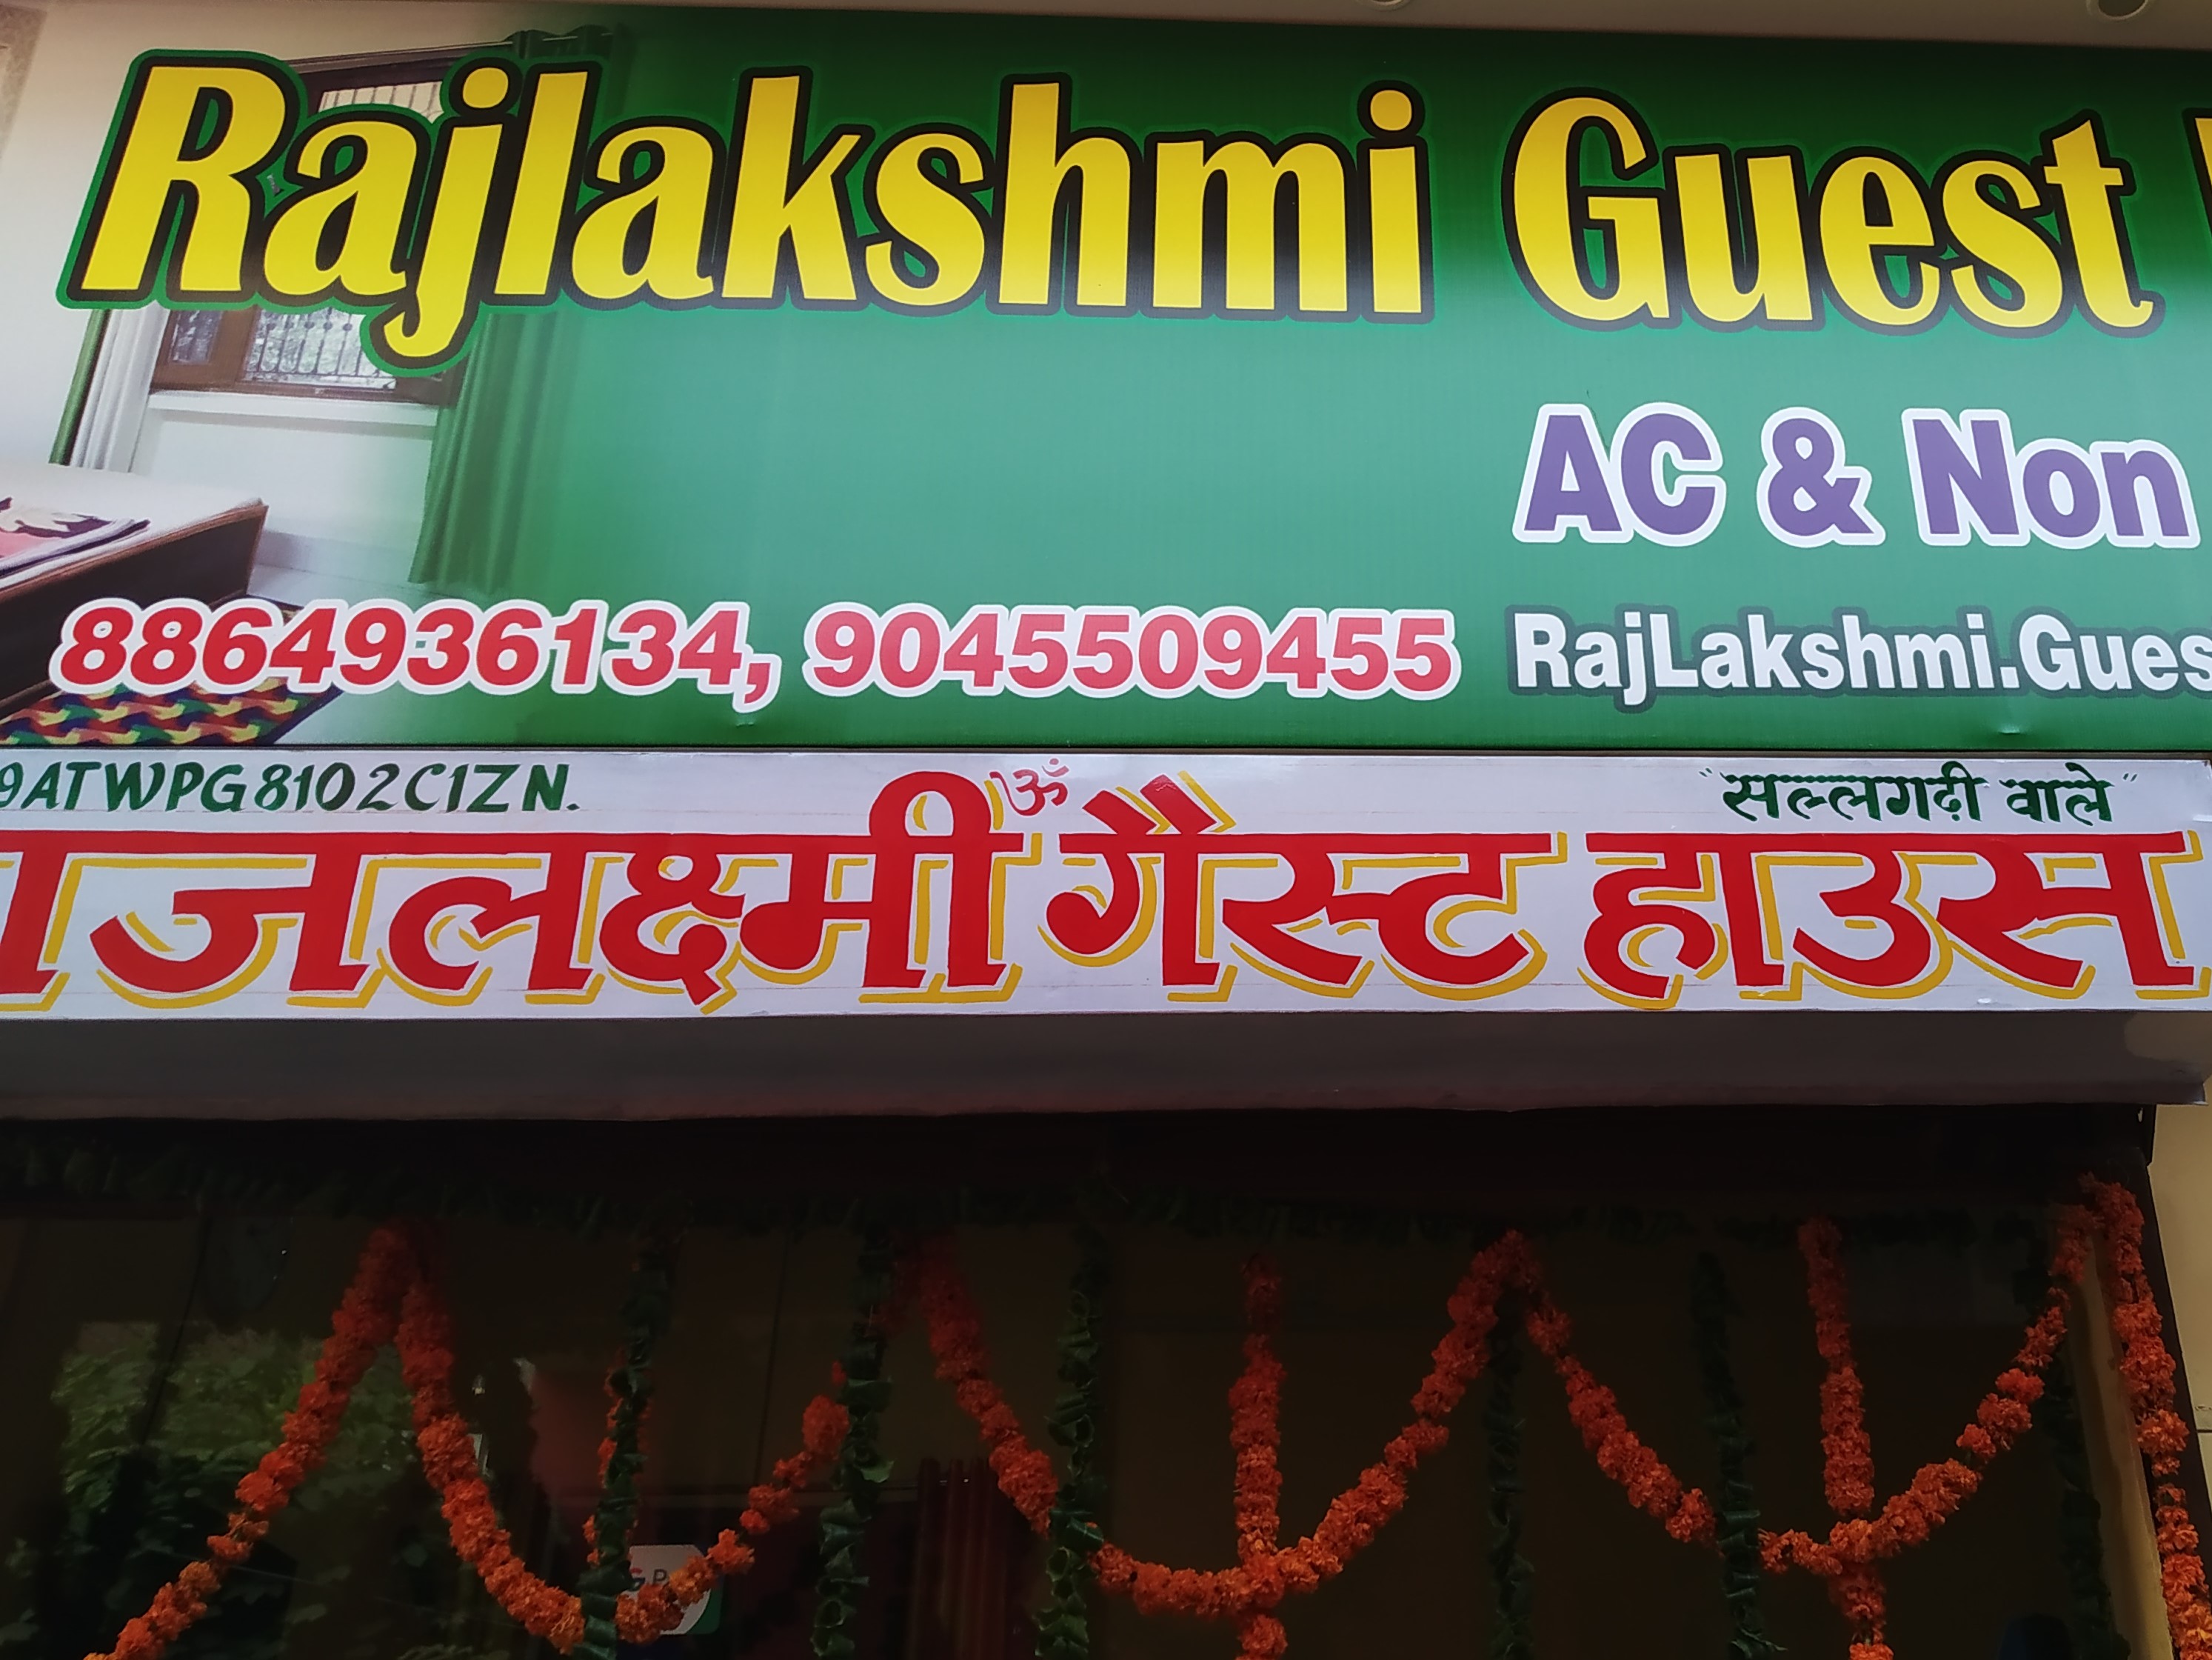 Rajlakshmi Guest
AC & Non
8864936134, 9045509455
RajLakshmi.Gues
9ATWPG8102C1ZN.
ॐ
"सल्लगढ़ी वाले"
ाजलक्ष्मी गैस्ट हाउस
G P